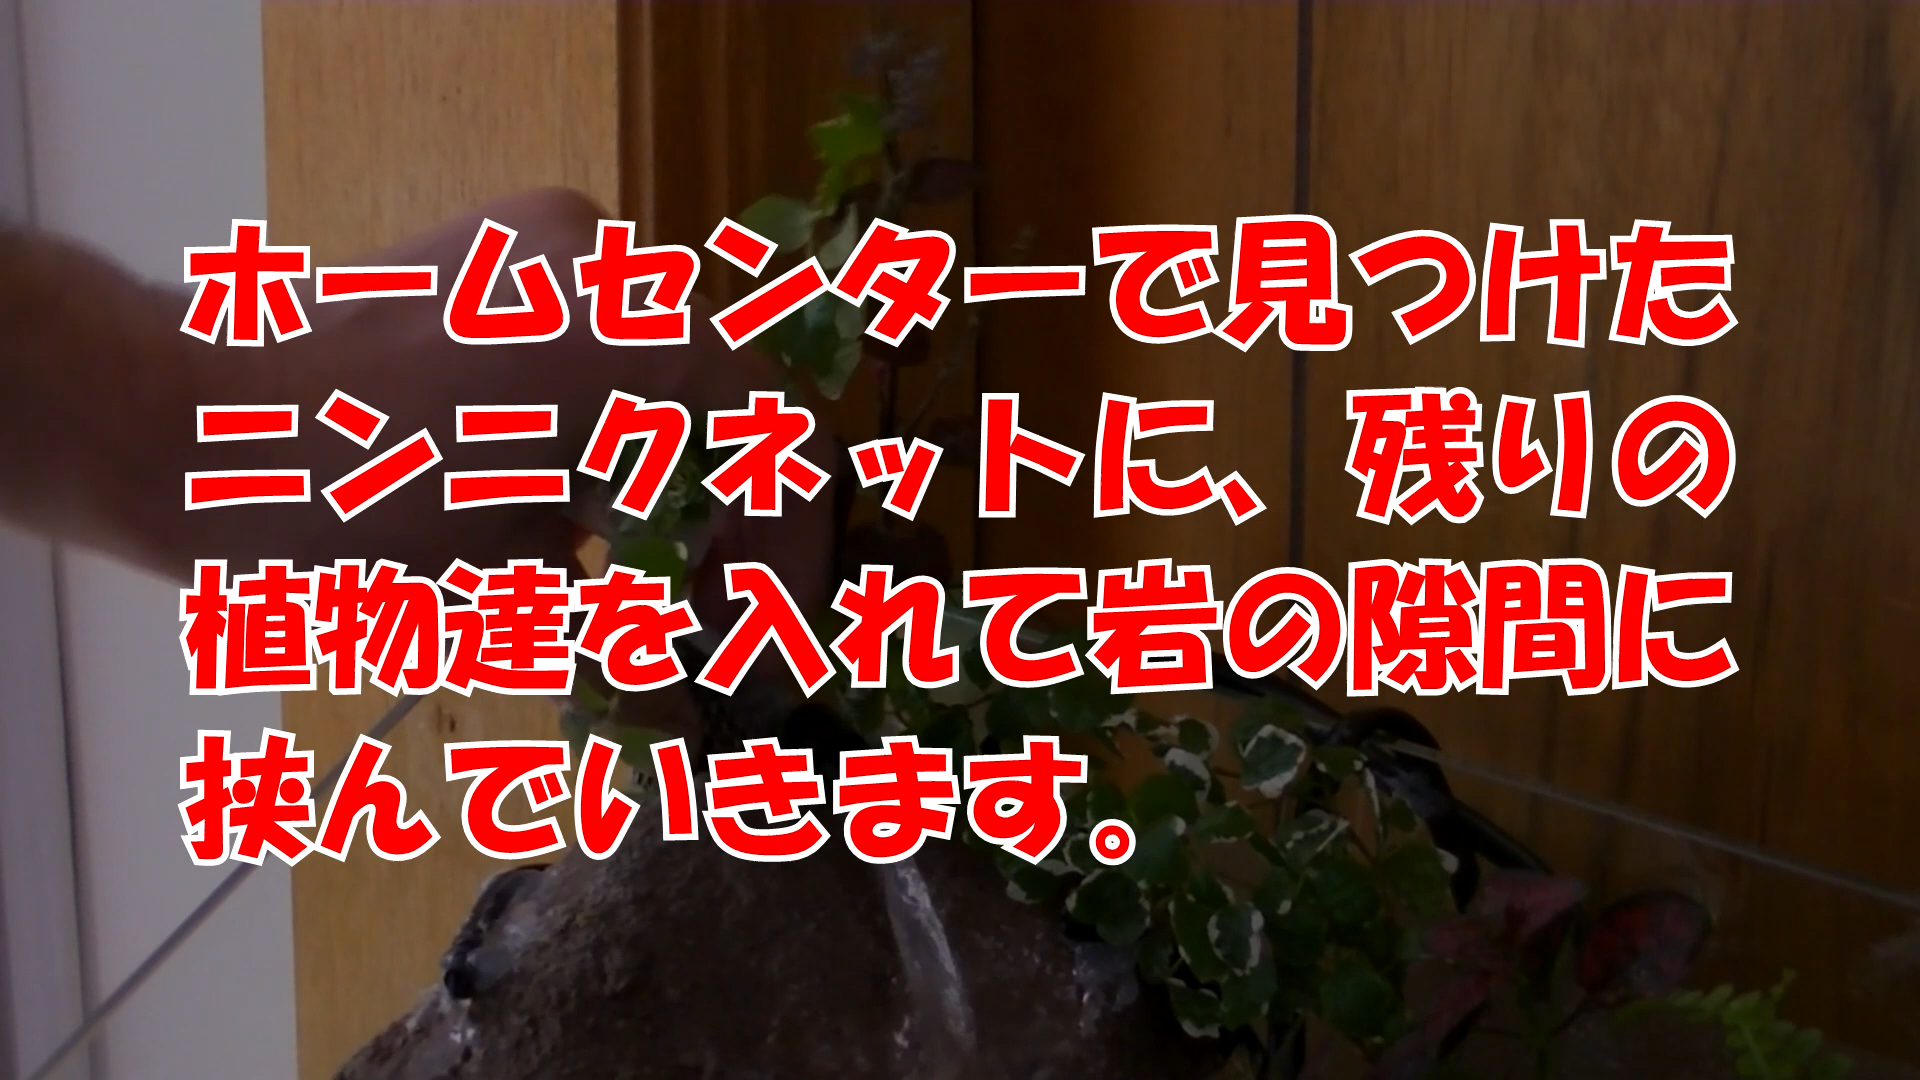 ホームセンターで見つけた
ニンニクネットに、残りの
植物達を入れて岩の隙間に
挟んでいきます。